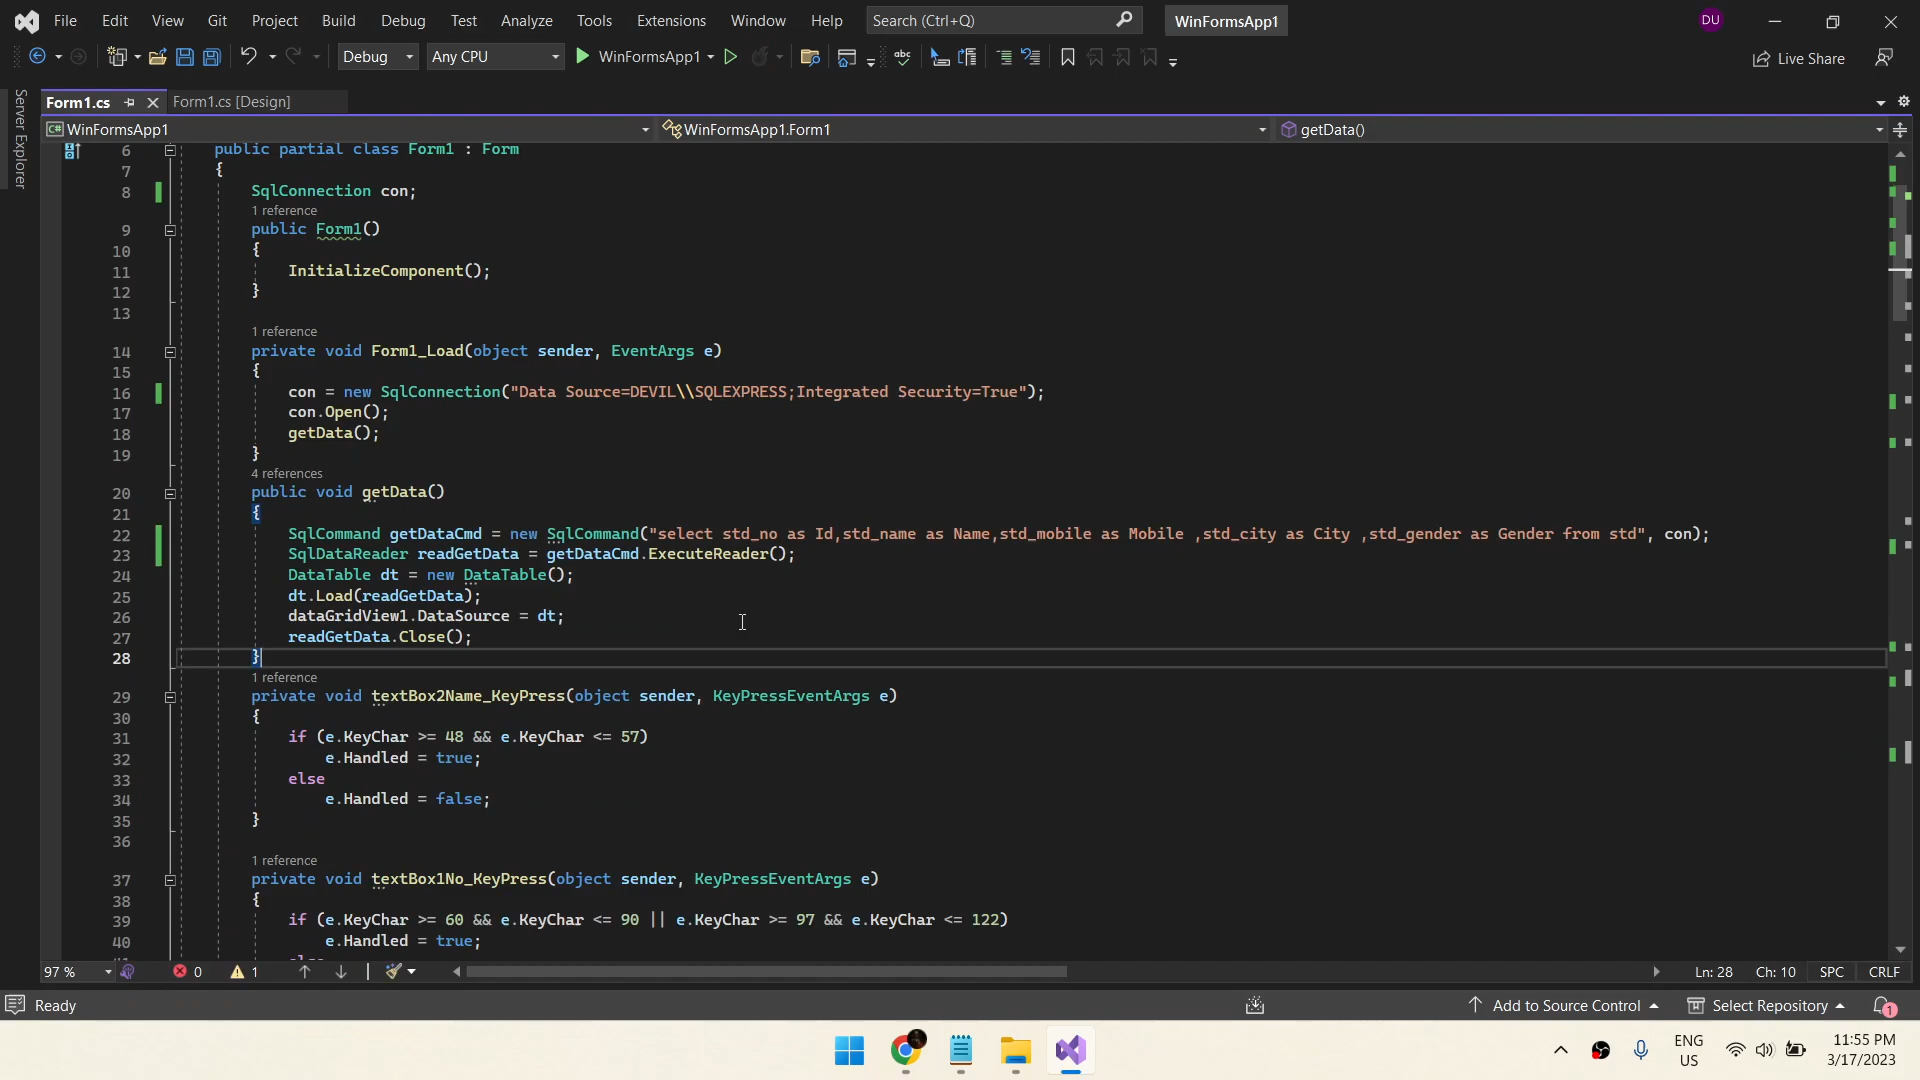 File Edit View Git Project Build Debug Test Analyze Tools Extensions Window Help Search (Ctrl+Q) WinFormsApp1 DU
Debug Any CPU WinFormsApp1 abc Live Share
Server Explorer
Form1.cs Form1.cs [Design]
C# WinFormsApp1 WinFormsApp1.Form1 getData()
6 public partial class Form1 : Form
7 {
8 SqlConnection con;
1 reference
9 public Form1()
10 {
11 InitializeComponent();
12 }
13
1 reference
14 private void Form1_Load(object sender, EventArgs e)
15 {
16 con = new SqlConnection("Data Source=DEVIL\\SQLEXPRESS;Integrated Security=True");
17 con.Open();
18 getData();
19 }
4 references
20 public void getData()
21 {
22 SqlCommand getDataCmd = new SqlCommand("select std_no as Id,std_name as Name,std_mobile as Mobile ,std_city as City ,std_gender as Gender from std", con);
23 SqlDataReader readGetData = getDataCmd.ExecuteReader();
24 DataTable dt = new DataTable();
25 dt.Load(readGetData);
26 dataGridView1.DataSource = dt;
27 readGetData.Close();
28 }
1 reference
29 private void textBox2Name_KeyPress(object sender, KeyPressEventArgs e)
30 {
31 if (e.KeyChar >= 48 && e.KeyChar <= 57)
32 e.Handled = true;
33 else
34 e.Handled = false;
35 }
36
1 reference
37 private void textBox1No_KeyPress(object sender, KeyPressEventArgs e)
38 {
39 if (e.KeyChar >= 60 && e.KeyChar <= 90 || e.KeyChar >= 97 && e.KeyChar <= 122)
40 e.Handled = true;
97 % 0 1 Ln: 28 Ch: 10 SPC CRLF
Ready Add to Source Control Select Repository 1
ENG US 11:55 PM 3/17/2023